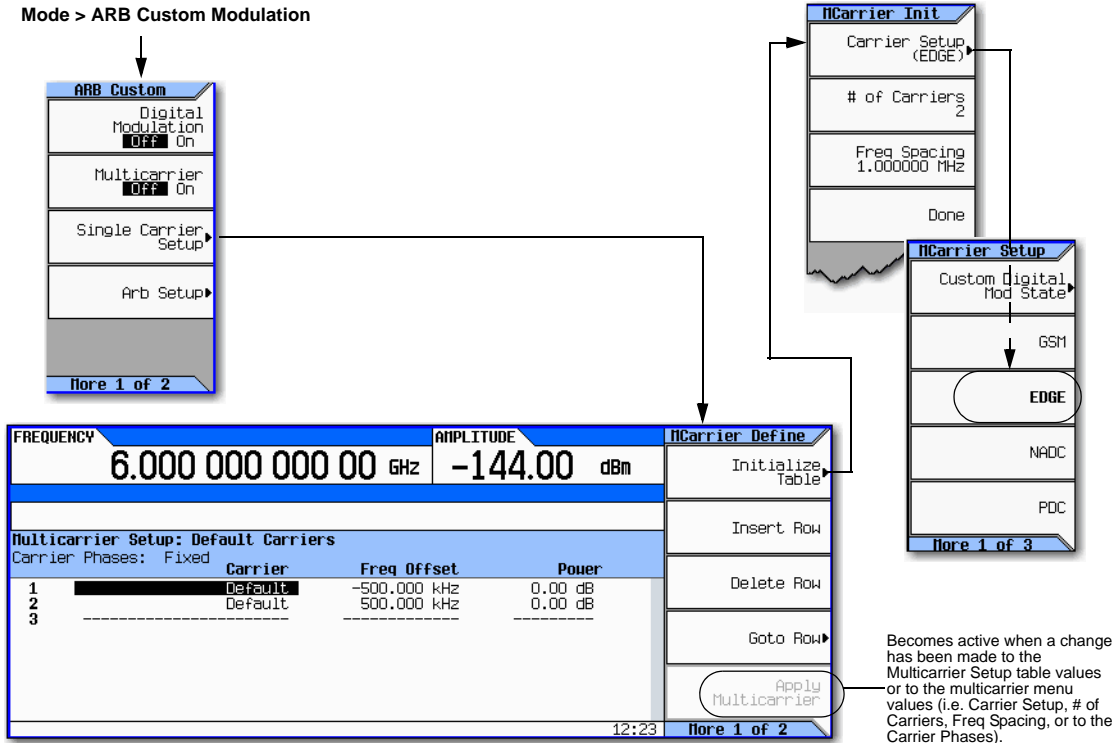 Mode > ARB Custom Modulation
ARB Custom
Digital
Modulation
Off On
Multicarrier
Off On
Single Carrier
Setup
Arb Setup
More 1 of 2
MCarrier Init
Carrier Setup
(EDGE)
# of Carriers
2
Freq Spacing
1.000000 MHz
Done
MCarrier Setup
Custom Digital
Mod State
GSM
EDGE
NADC
PDC
More 1 of 3
FREQUENCY
6.000 000 000 00 GHz
AMPLITUDE
-144.00 dBm
Multicarrier Setup: Default Carriers
Carrier Phases: Fixed
Carrier Freq Offset Power
1 Default -500.000 kHz 0.00 dB
2 Default 500.000 kHz 0.00 dB
3 ----------------------- ------------- ---------
12:23
MCarrier Define
Initialize
Table
Insert Row
Delete Row
Goto Row
Apply
Multicarrier
More 1 of 2
Becomes active when a change
has been made to the
Multicarrier Setup table values
or to the multicarrier menu
values (i.e. Carrier Setup, # of
Carriers, Freq Spacing, or to the
Carrier Phases).